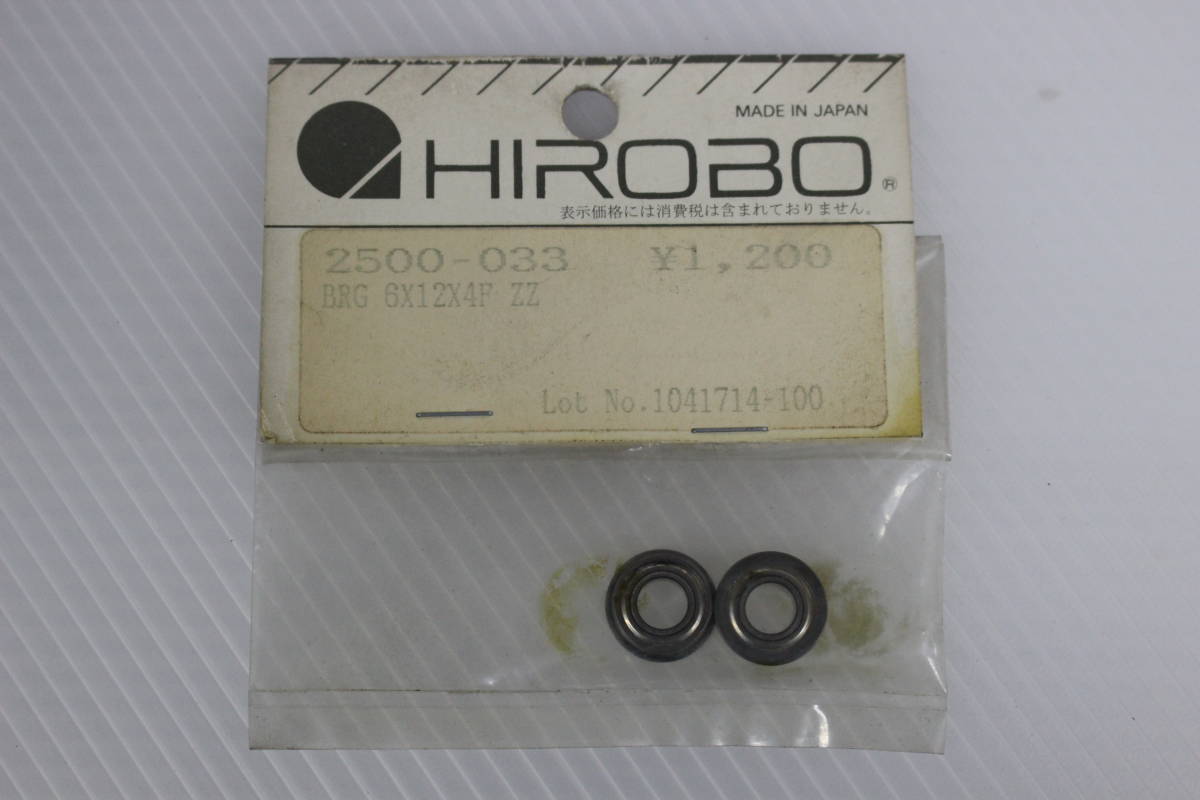 MADE IN JAPAN
HIROBO ®
表示価格には消費税は含まれておりません。
2500-033 ¥1,200
BRG 6X12X4F ZZ
Lot No.1041714-100